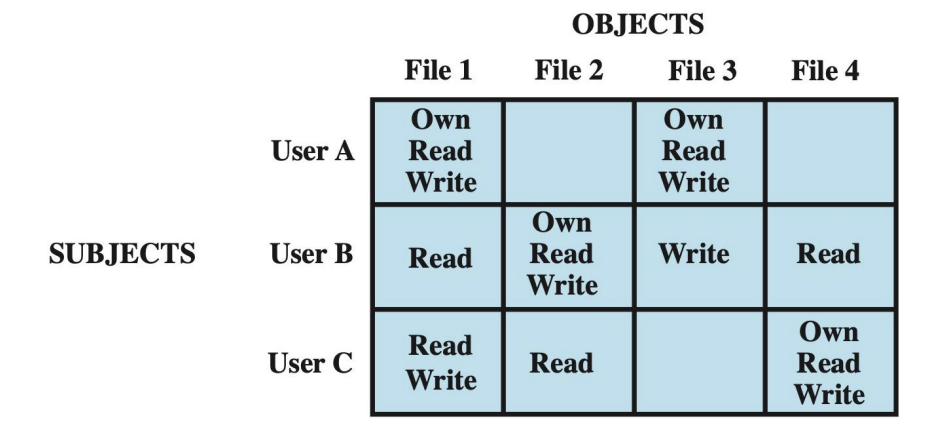 OBJECTS
File 1 File 2 File 3 File 4
User A
Own
Read
Write
Own
Read
Write
SUBJECTS
User B
Read
Own
Read
Write
Write
Read
User C
Read
Write
Read
Own
Read
Write